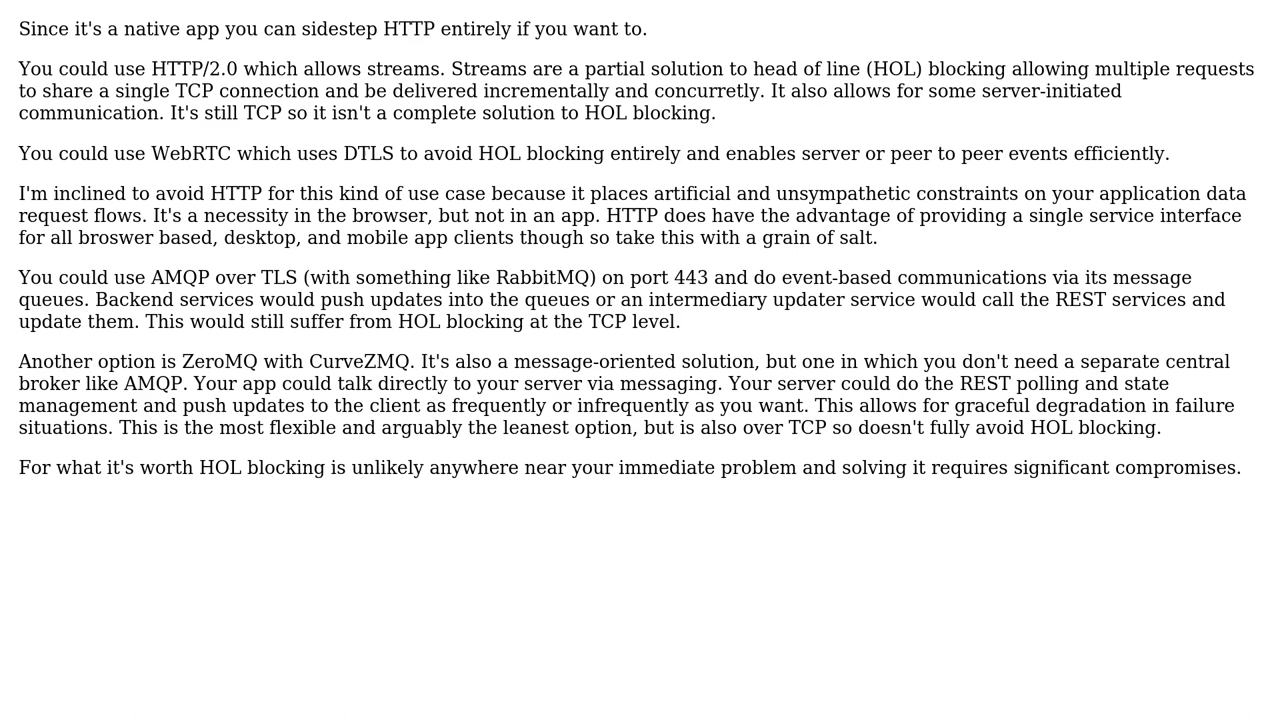 Since it's a native app you can sidestep HTTP entirely if you want to.
You could use HTTP/2.0 which allows streams. Streams are a partial solution to head of line (HOL) blocking allowing multiple requests
to share a single TCP connection and be delivered incrementally and concurretly. It also allows for some server-initiated
communication. It's still TCP so it isn't a complete solution to HOL blocking.
You could use WebRTC which uses DTLS to avoid HOL blocking entirely and enables server or peer to peer events efficiently.
I'm inclined to avoid HTTP for this kind of use case because it places artificial and unsympathetic constraints on your application data
request flows. It's a necessity in the browser, but not in an app. HTTP does have the advantage of providing a single service interface
for all broswer based, desktop, and mobile app clients though so take this with a grain of salt.
You could use AMQP over TLS (with something like RabbitMQ) on port 443 and do event-based communications via its message
queues. Backend services would push updates into the queues or an intermediary updater service would call the REST services and
update them. This would still suffer from HOL blocking at the TCP level.
Another option is ZeroMQ with CurveZMQ. It's also a message-oriented solution, but one in which you don't need a separate central
broker like AMQP. Your app could talk directly to your server via messaging. Your server could do the REST polling and state
management and push updates to the client as frequently or infrequently as you want. This allows for graceful degradation in failure
situations. This is the most flexible and arguably the leanest option, but is also over TCP so doesn't fully avoid HOL blocking.
For what it's worth HOL blocking is unlikely anywhere near your immediate problem and solving it requires significant compromises.